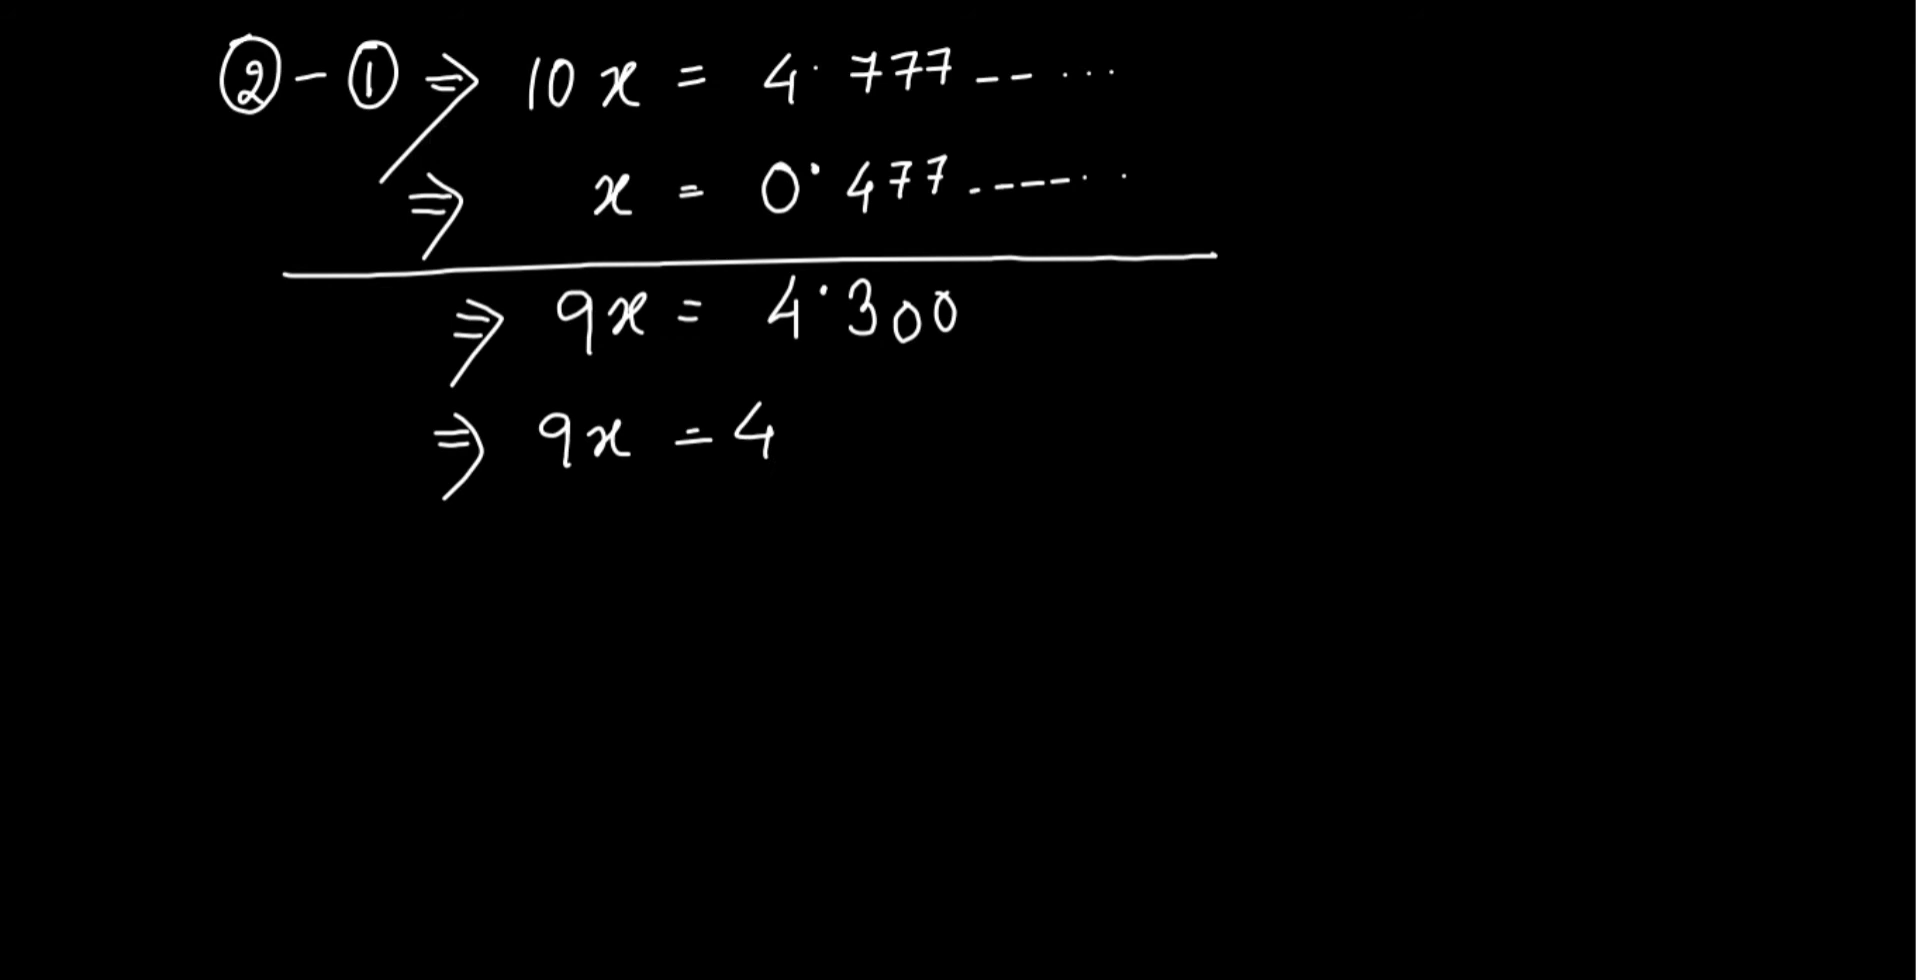 ② - ① ⇒ 10x = 4.777-- ...
⇒ x = 0.477.----..
⇒ 9x = 4.300
⇒ 9x = 4